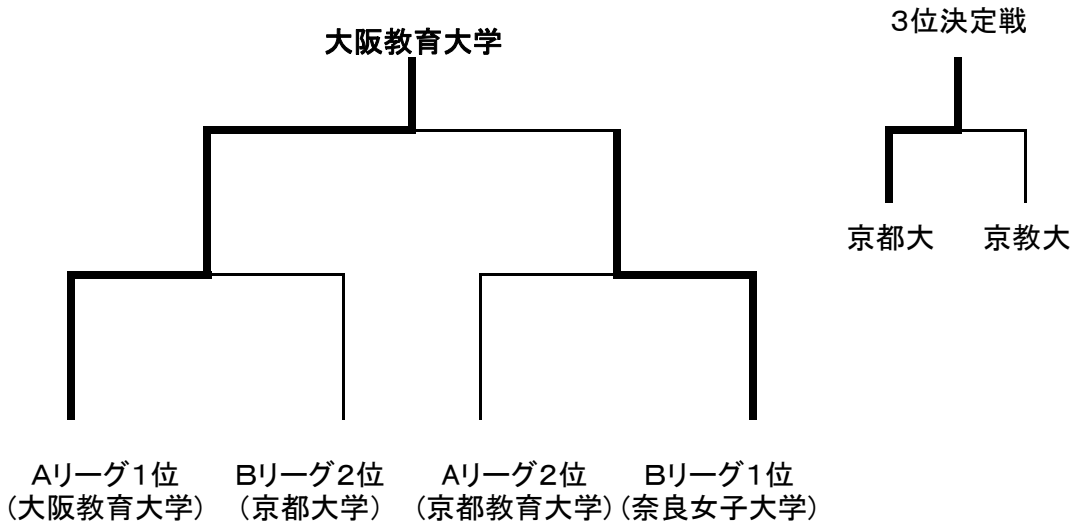 大阪教育大学
3位決定戦
京都大 京教大
Aリーグ1位 Bリーグ2位 Aリーグ2位 Bリーグ1位
(大阪教育大学) (京都大学) (京都教育大学) (奈良女子大学)